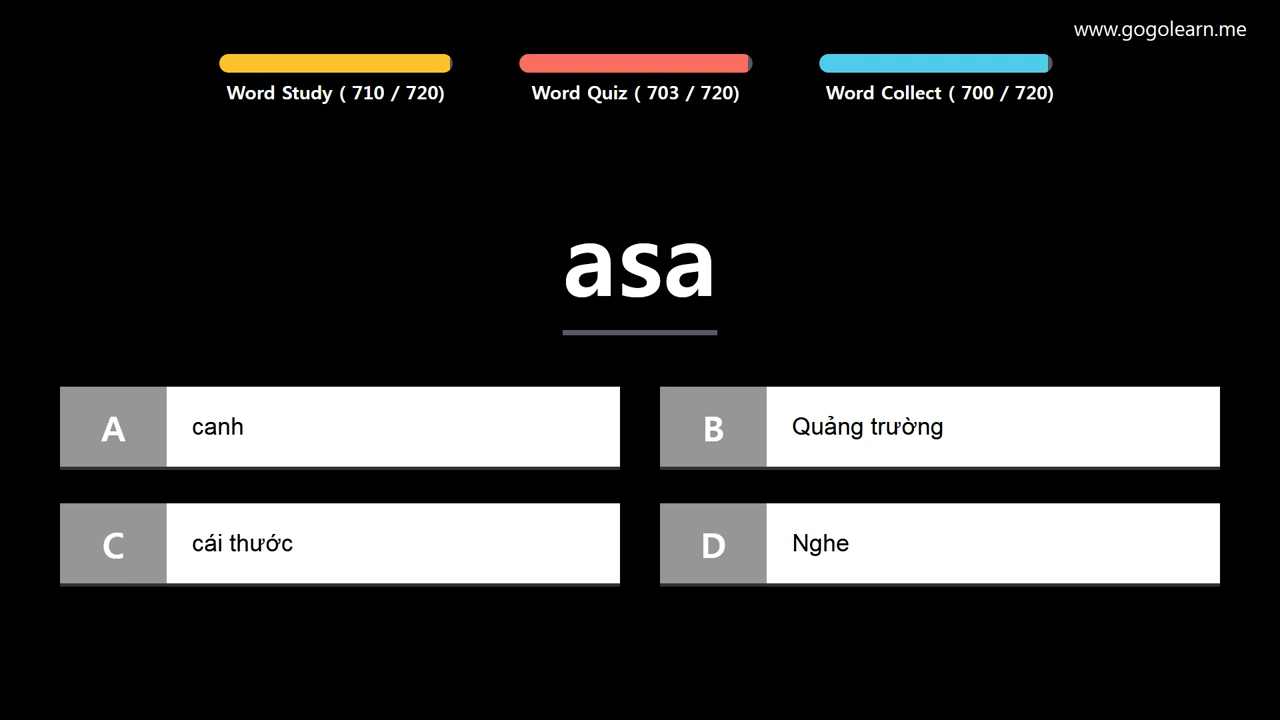 www.gogolearn.me
Word Study ( 710 / 720)
Word Quiz ( 703 / 720)
Word Collect ( 700 / 720)
asa
A canh
B Quảng trường
C cái thước
D Nghe